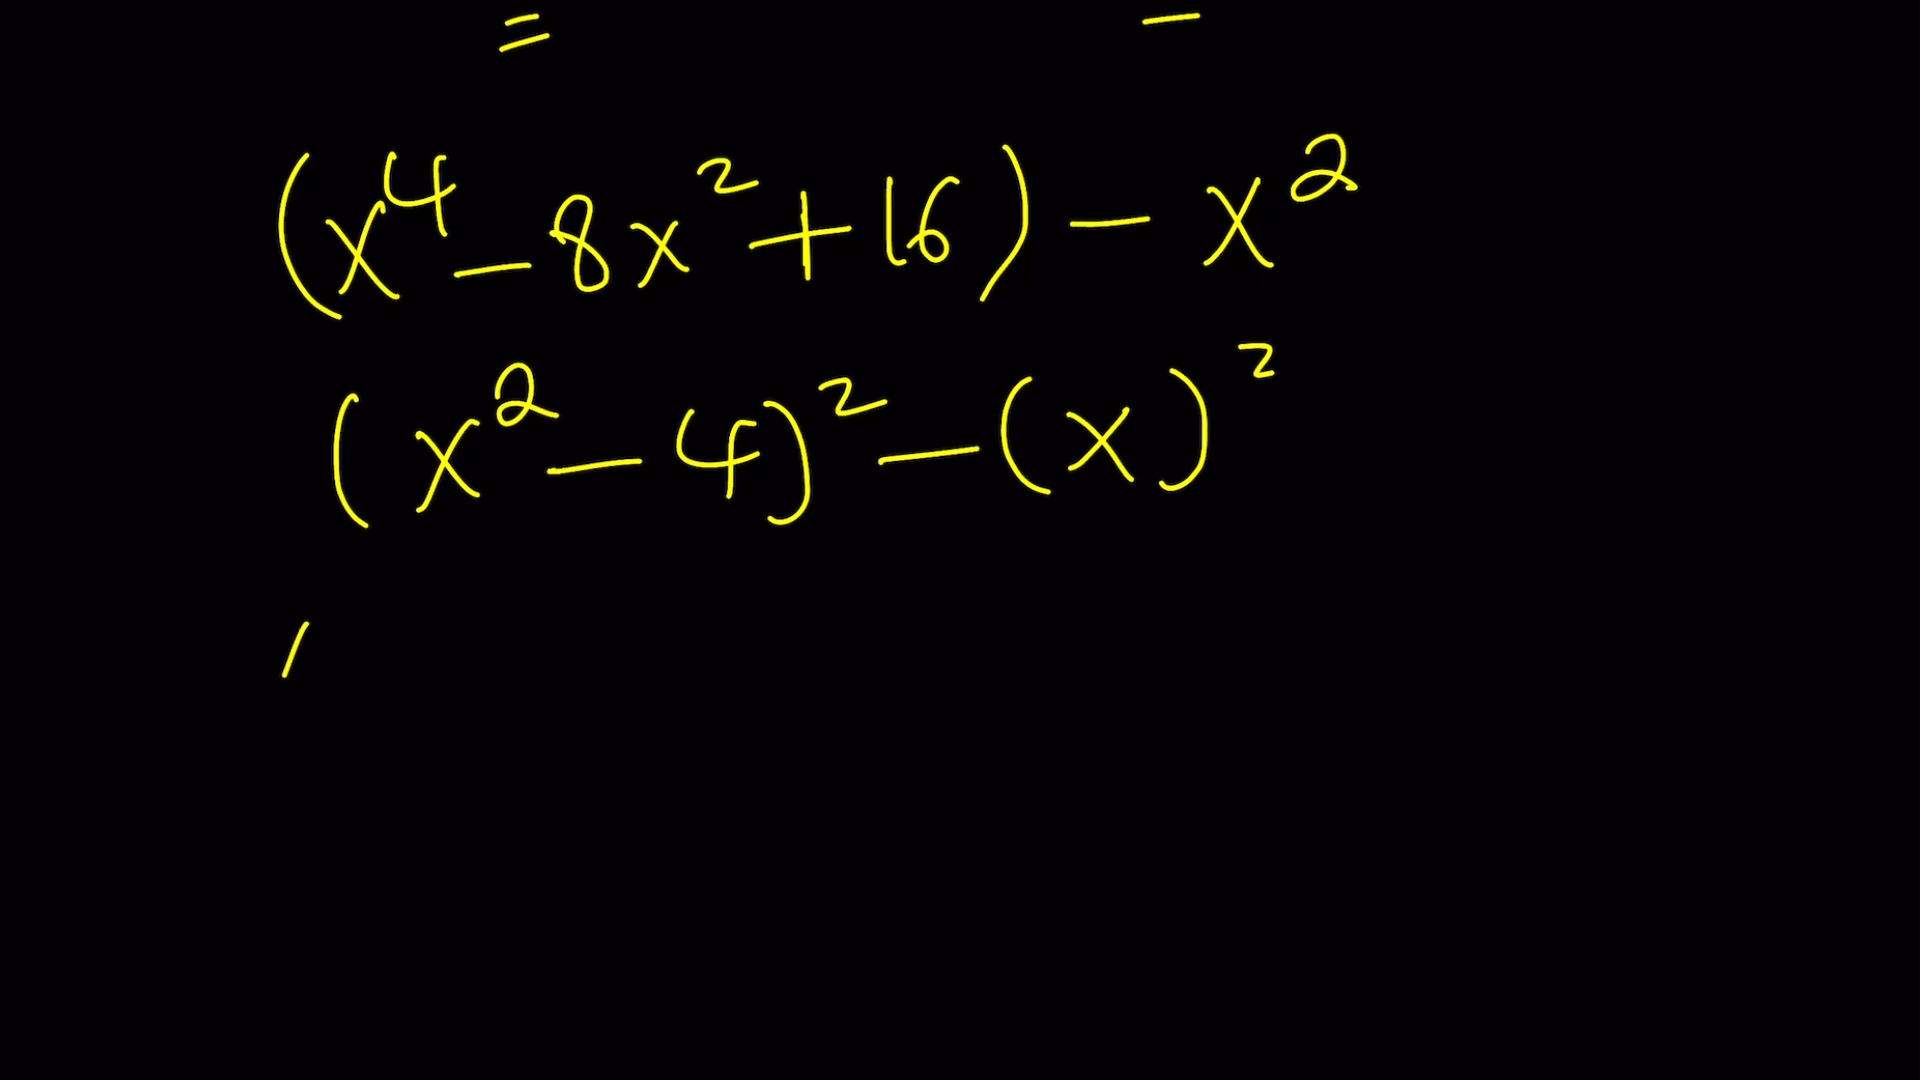 (x⁴ - 8x² + 16) - x²
(x² - 4)² - (x)²